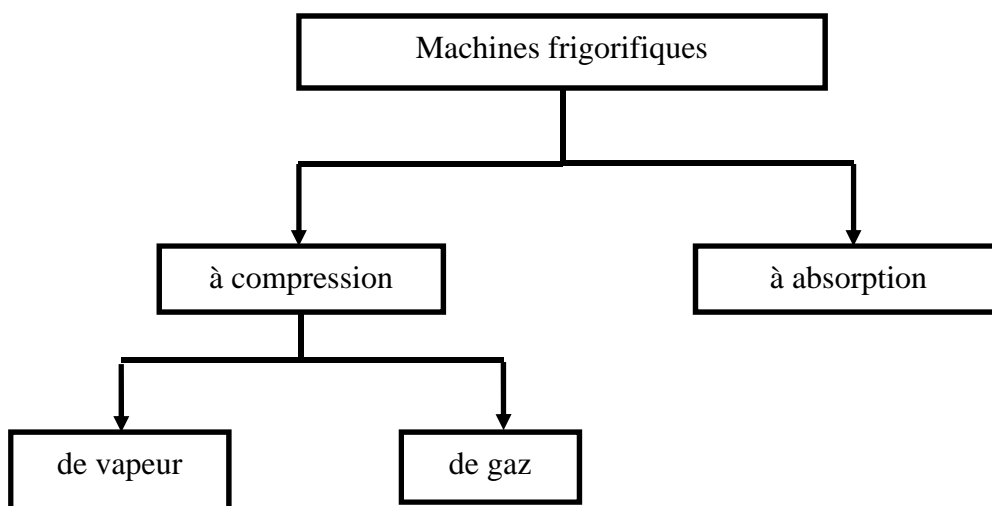 Machines frigorifiques
à compression
à absorption
de vapeur
de gaz